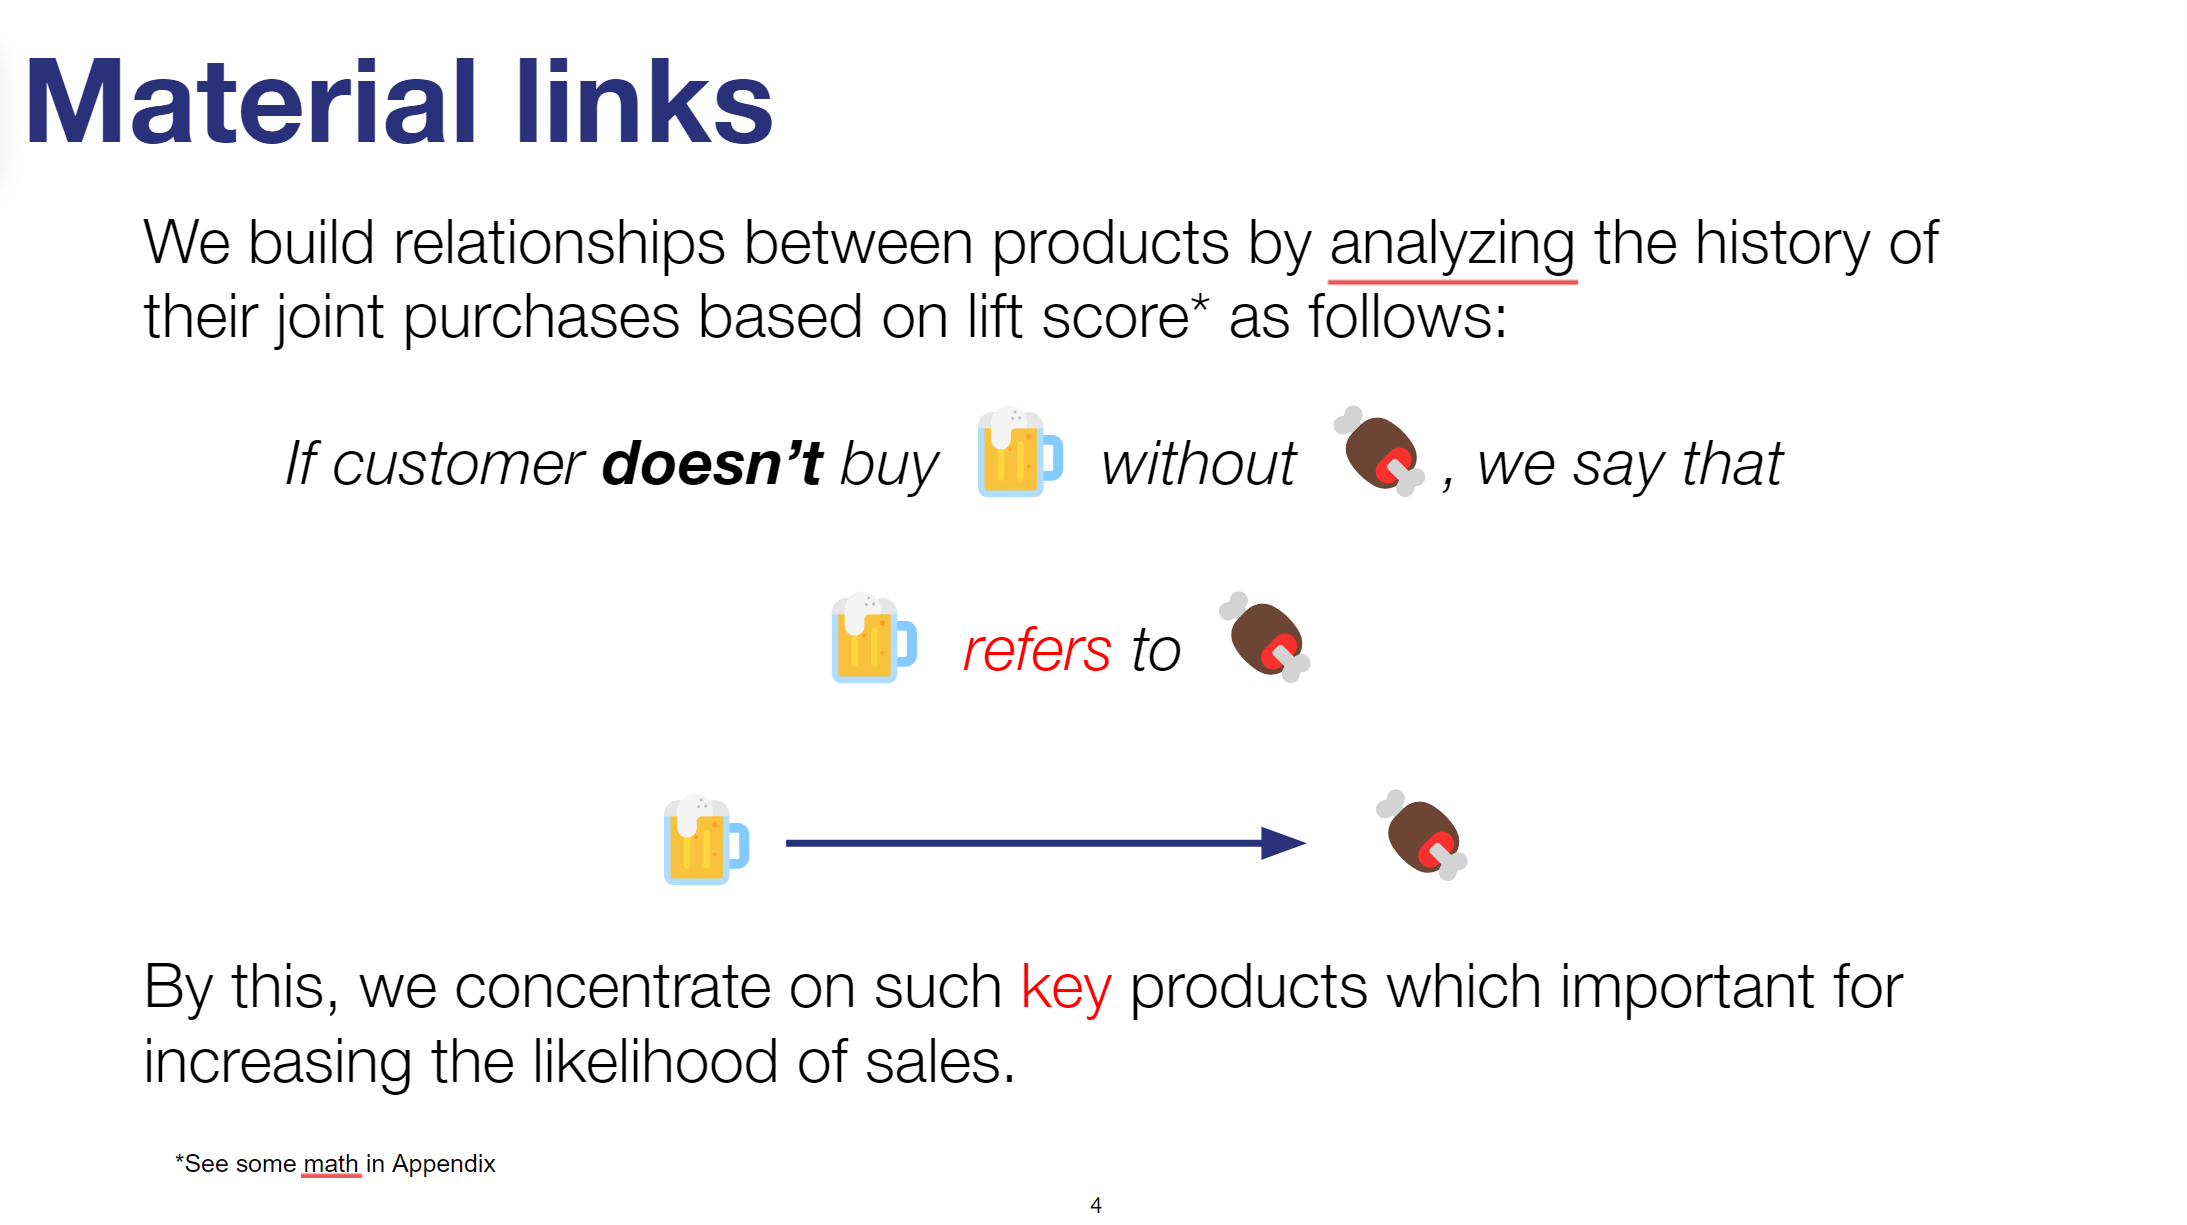 Material links
We build relationships between products by analyzing the history of
their joint purchases based on lift score* as follows:
If customer doesn’t buy without , we say that
refers to
By this, we concentrate on such key products which important for
increasing the likelihood of sales.
*See some math in Appendix
4